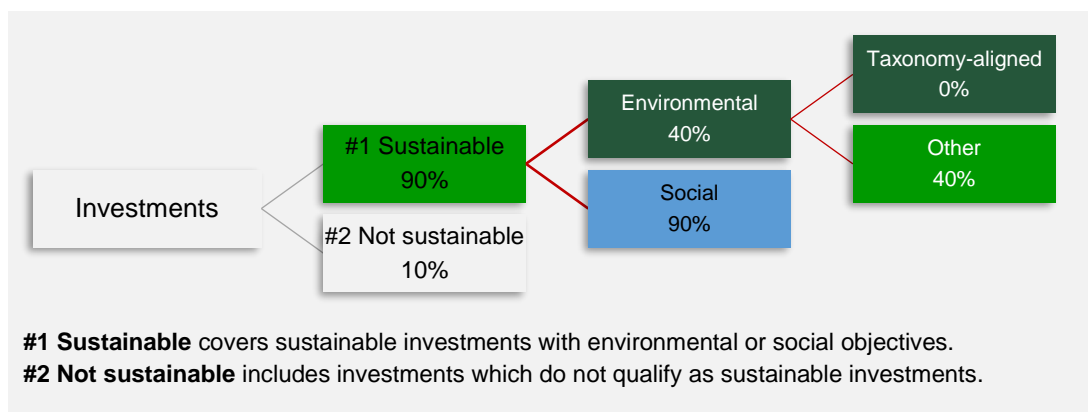 Investments
#1 Sustainable
90%
#2 Not sustainable
10%
Environmental
40%
Social
90%
Taxonomy-aligned
0%
Other
40%
#1 Sustainable covers sustainable investments with environmental or social objectives.
#2 Not sustainable includes investments which do not qualify as sustainable investments.